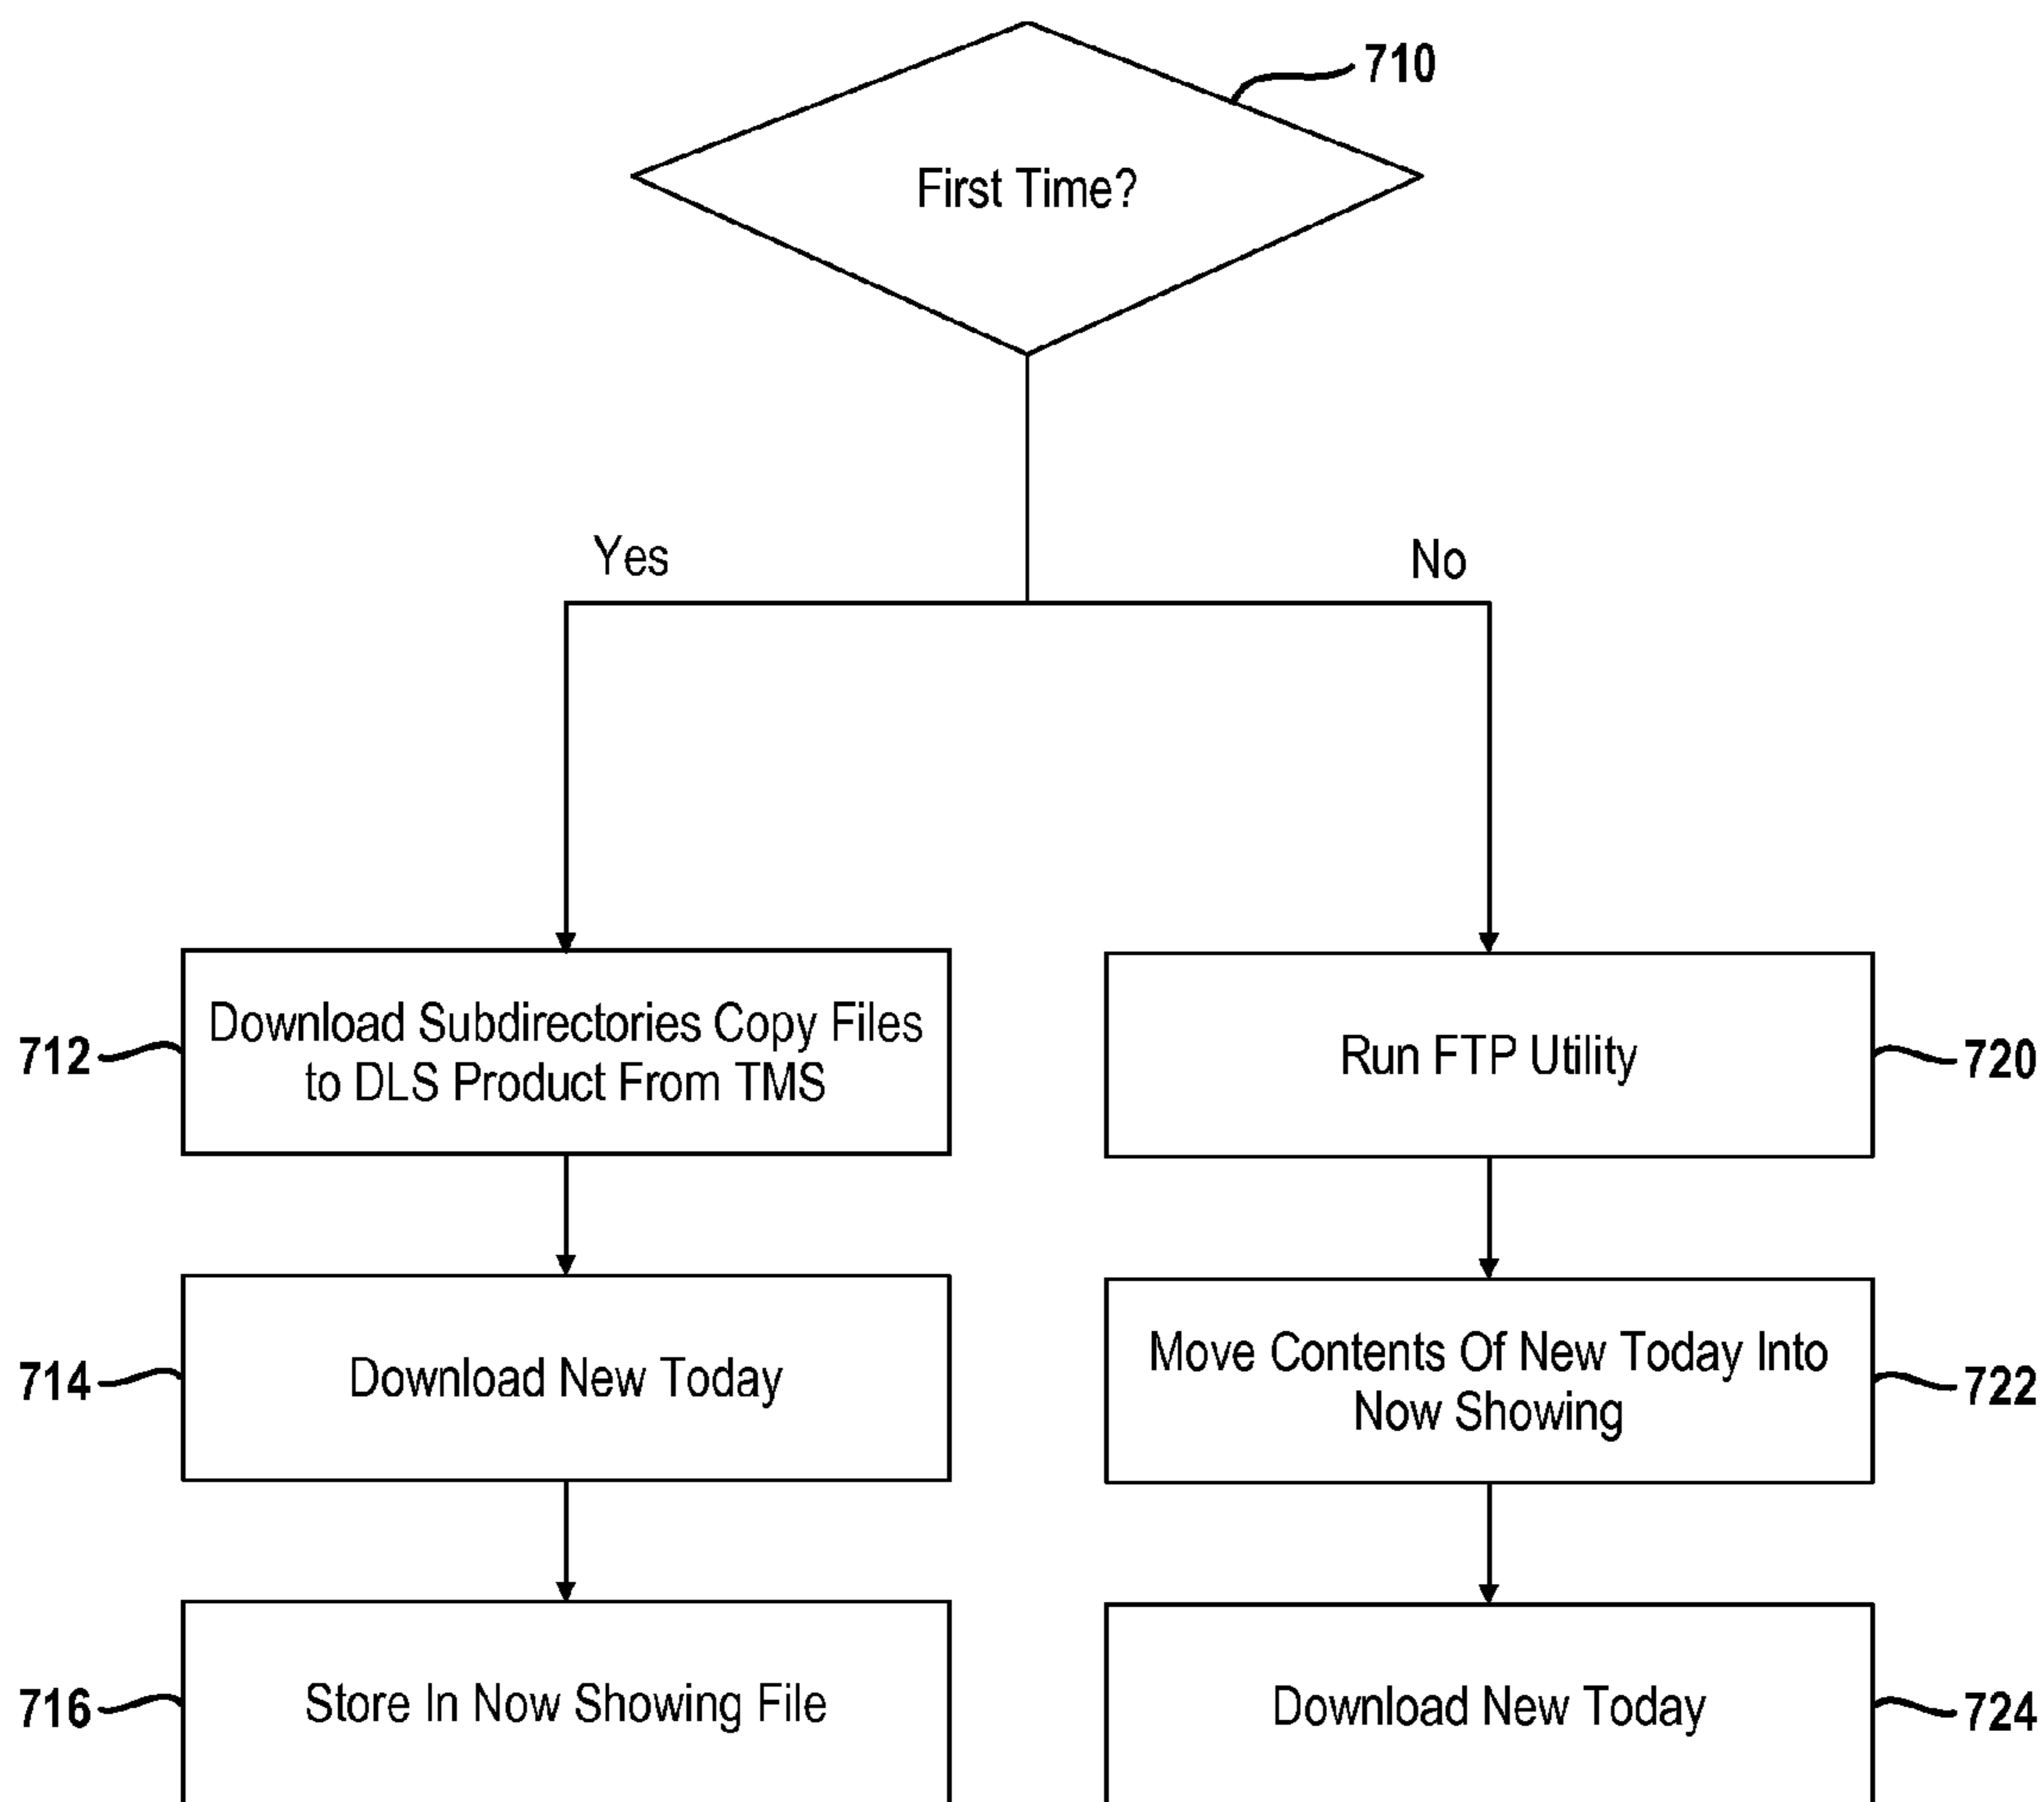 710
First Time?
Yes
No
712
Download Subdirectories Copy Files
to DLS Product From TMS
Run FTP Utility
720
714
Download New Today
Move Contents Of New Today Into
Now Showing
722
716
Store In Now Showing File
Download New Today
724